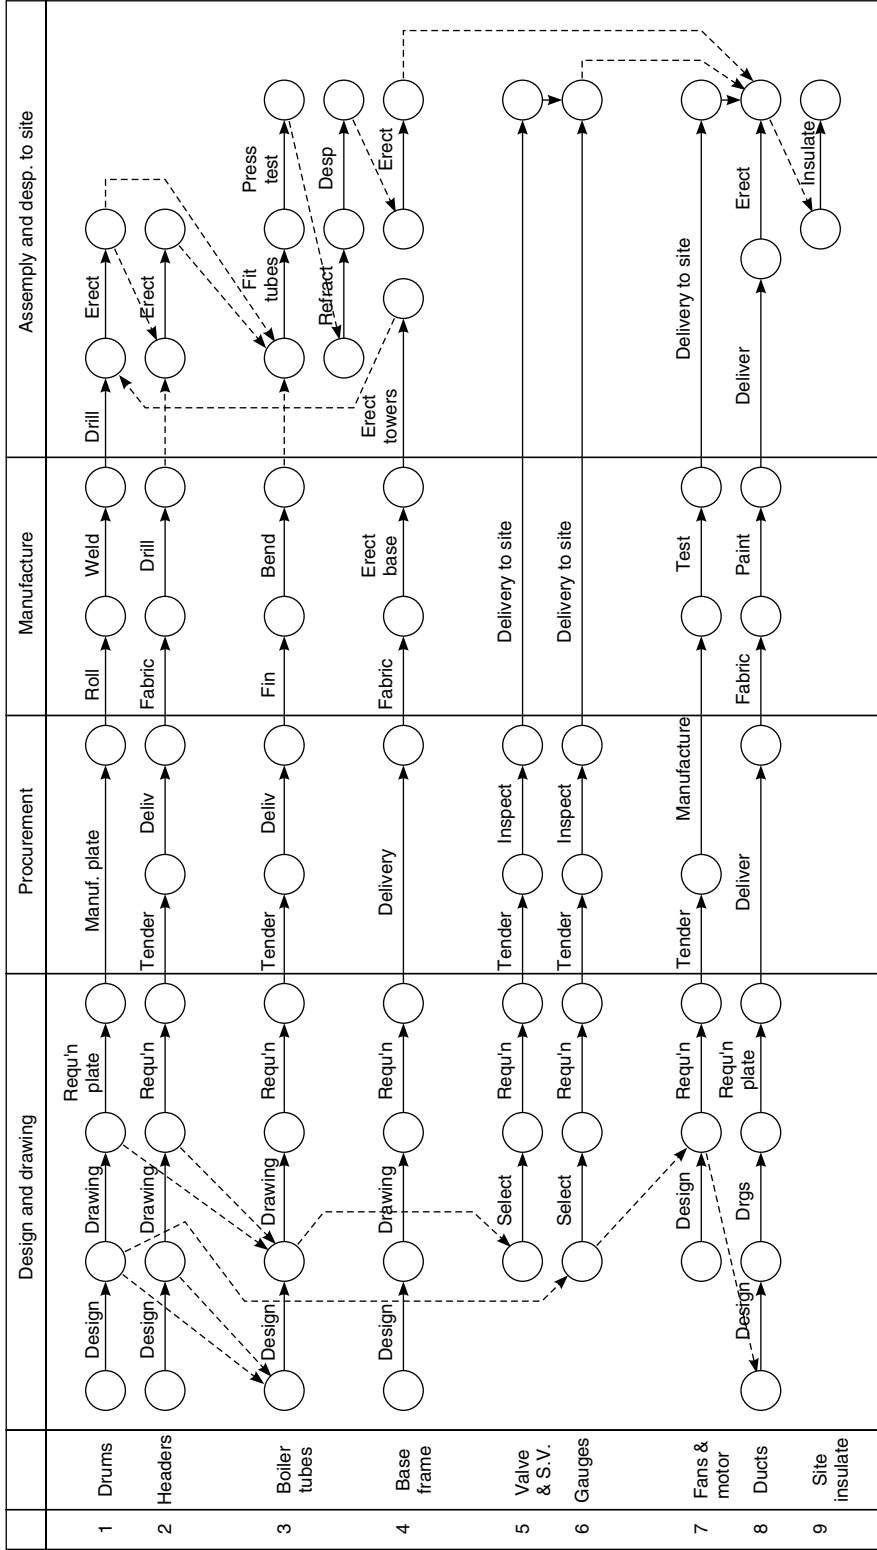 Design and drawing
Procurement
Manufacture
Assemply and desp. to site
1
Drums
Design
Drawing
Requ'n
plate
Manuf. plate
Roll
Weld
Drill
Erect
2
Headers
Design
Drawing
Requ'n
Tender
Deliv
Fabric
Drill
Erect
3
Boiler
tubes
Design
Drawing
Requ'n
Tender
Deliv
Fin
Bend
Fit
tubes
Press
test
Refract
Desp
4
Base
frame
Design
Drawing
Requ'n
Delivery
Fabric
Erect
base
Erect
towers
Erect
5
Valve
& S.V.
Select
Requ'n
Tender
Inspect
Delivery to site
6
Gauges
Select
Requ'n
Tender
Inspect
Delivery to site
7
Fans &
motor
Design
Requ'n
Tender
Manufacture
Test
Delivery to site
8
Ducts
Design
Drgs
Requ'n
plate
Deliver
Fabric
Paint
Deliver
Erect
9
Site
insulate
Insulate